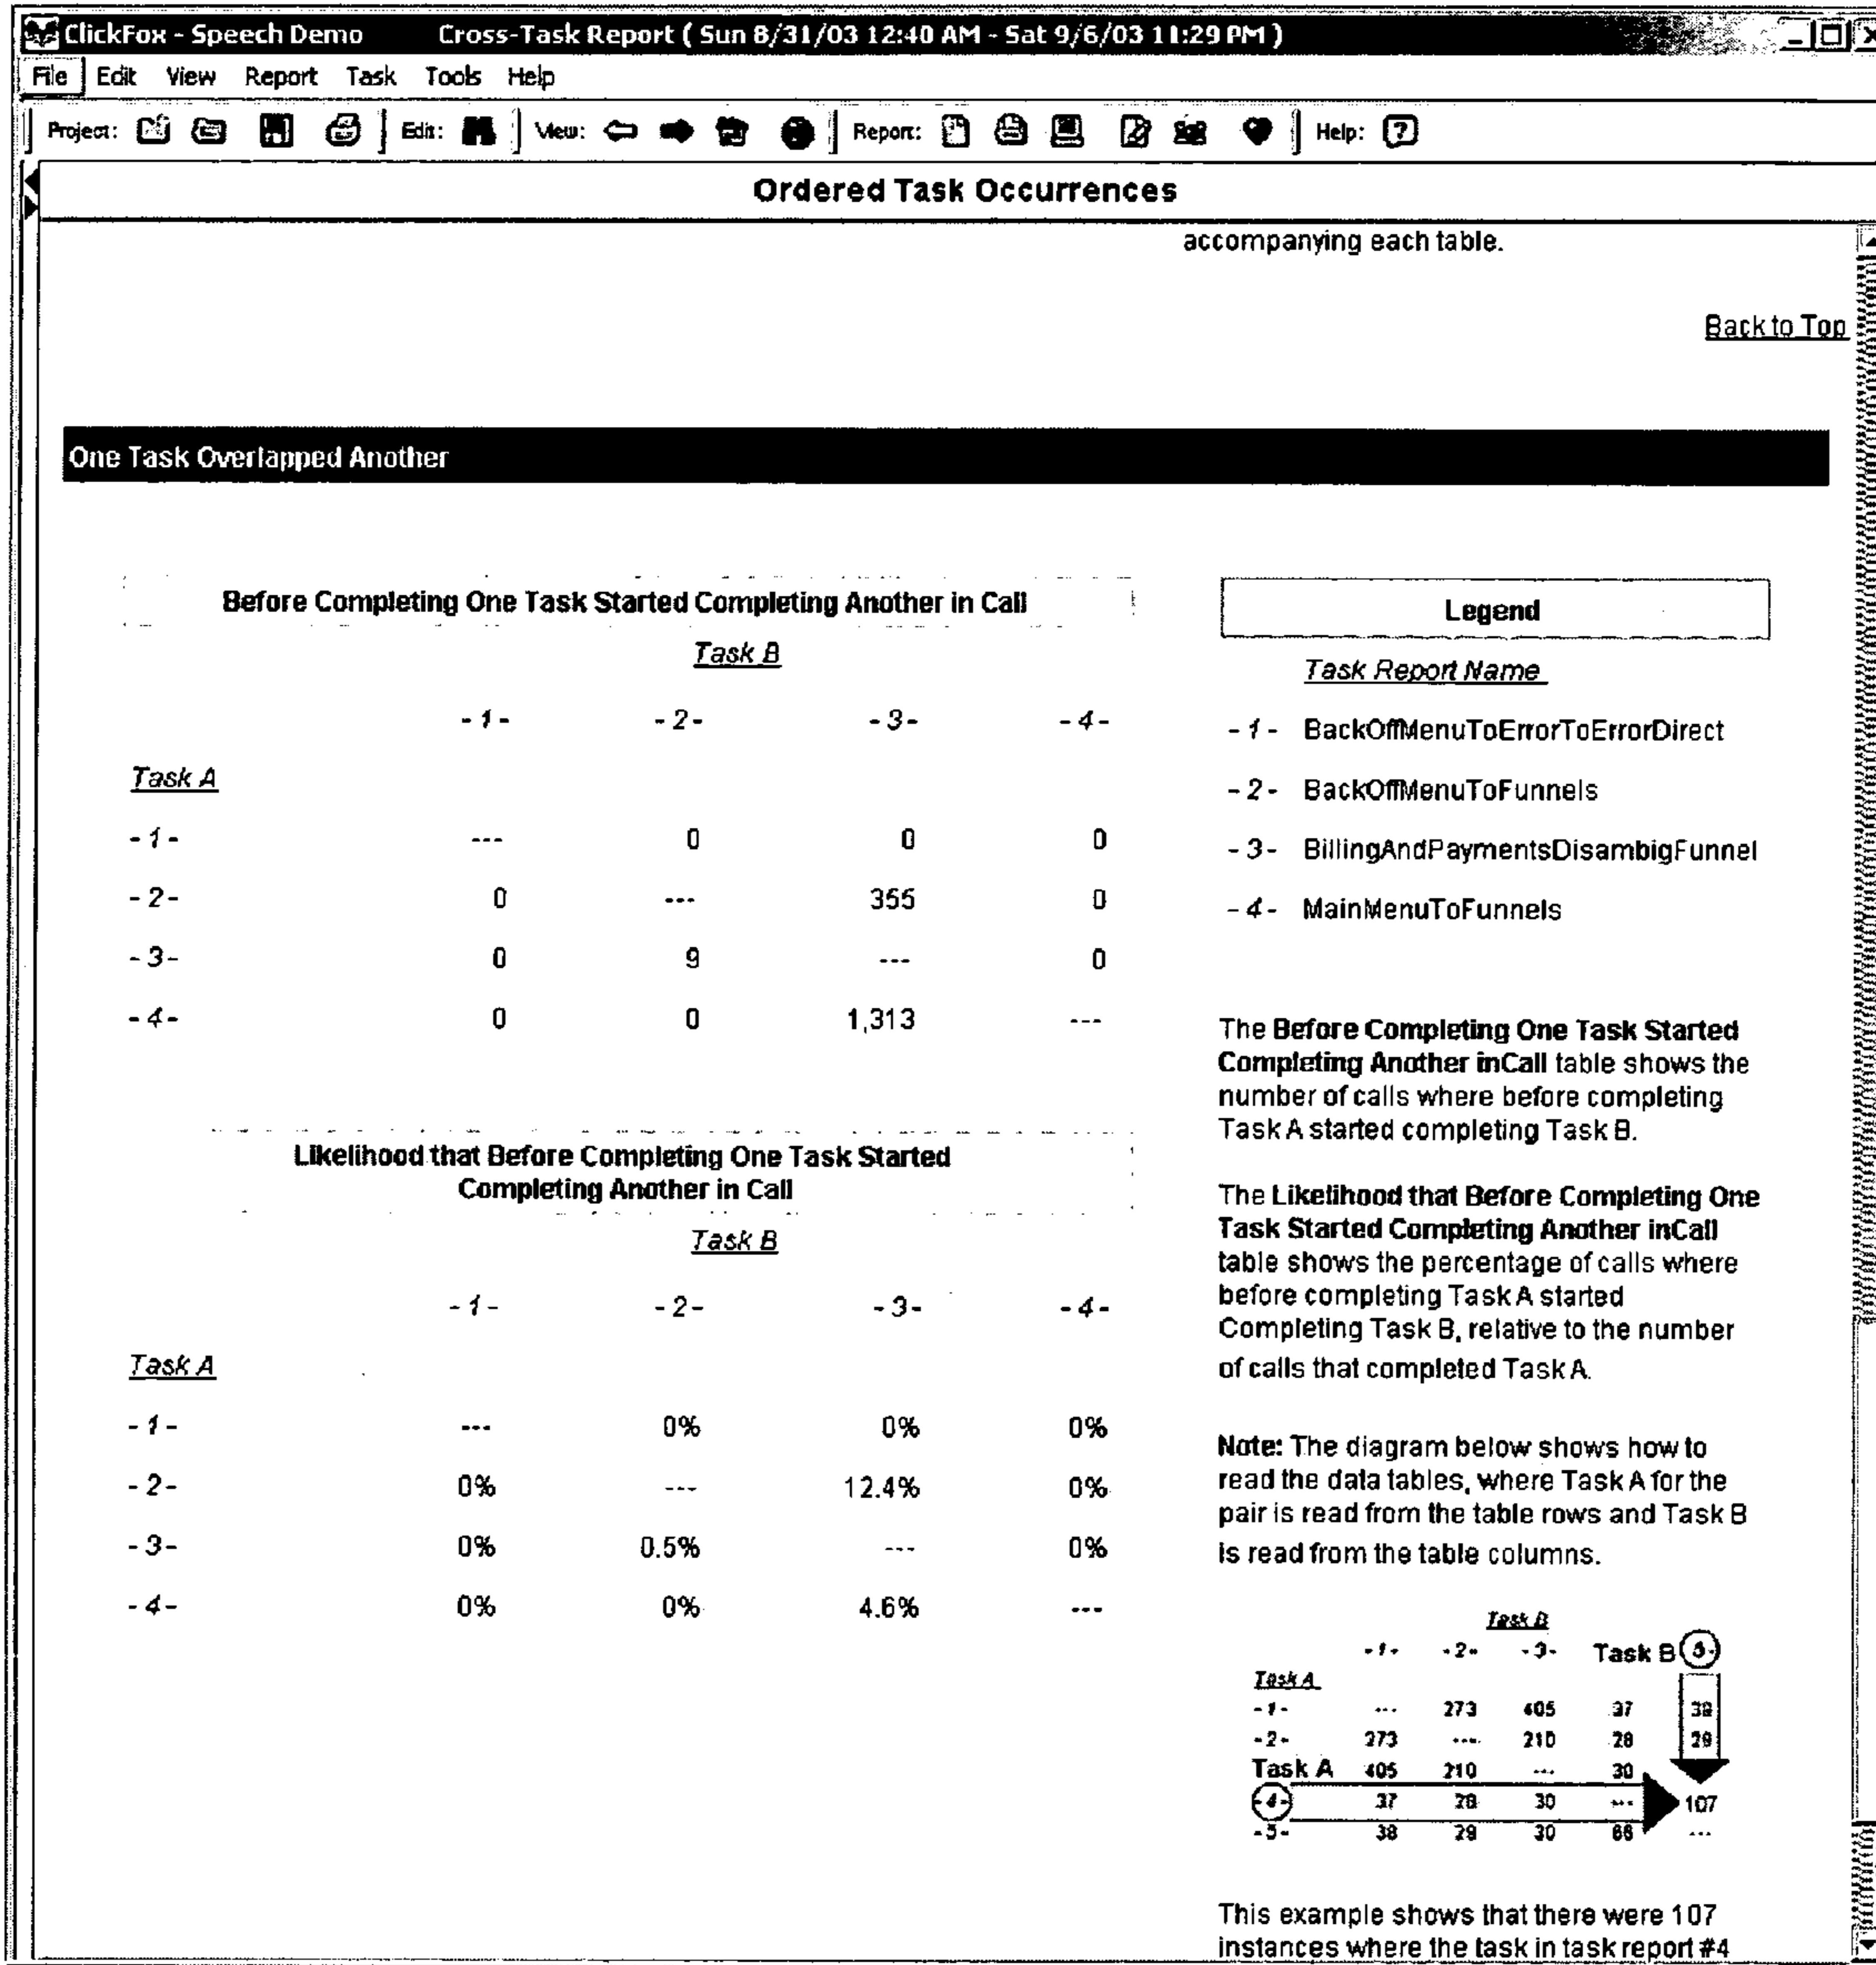 ClickFox - Speech Demo Cross-Task Report ( Sun 8/31/03 12:40 AM - Sat 9/6/03 11:29 PM )
File Edit View Report Task Tools Help
Project: Edit: View: Report: Help: ?
Ordered Task Occurrences
accompanying each table.
Back to Top
One Task Overlapped Another
Before Completing One Task Started Completing Another in Call
Task B
-1- -2- -3- -4-
Task A
-1- --- 0 0 0
-2- 0 --- 355 0
-3- 0 9 --- 0
-4- 0 0 1,313 ---
Likelihood that Before Completing One Task Started
Completing Another in Call
Task B
-1- -2- -3- -4-
Task A
-1- --- 0% 0% 0%
-2- 0% --- 12.4% 0%
-3- 0% 0.5% --- 0%
-4- 0% 0% 4.6% ---
Legend
Task Report Name
-1- BackOffMenuToErrorToErrorDirect
-2- BackOffMenuToFunnels
-3- BillingAndPaymentsDisambigFunnel
-4- MainMenuToFunnels
The Before Completing One Task Started
Completing Another inCall table shows the
number of calls where before completing
Task A started completing Task B.
The Likelihood that Before Completing One
Task Started Completing Another inCall
table shows the percentage of calls where
before completing Task A started
Completing Task B, relative to the number
of calls that completed Task A.
Note: The diagram below shows how to
read the data tables, where Task A for the
pair is read from the table rows and Task B
is read from the table columns.
Task B
-1- -2- -3- Task B -5-
Task A
-1- --- 273 405 37 38
-2- 273 --- 210 28 29
Task A 405 210 --- 30
-4- 37 28 30 --- 107
-5- 38 29 30 66 ---
This example shows that there were 107
instances where the task in task report #4